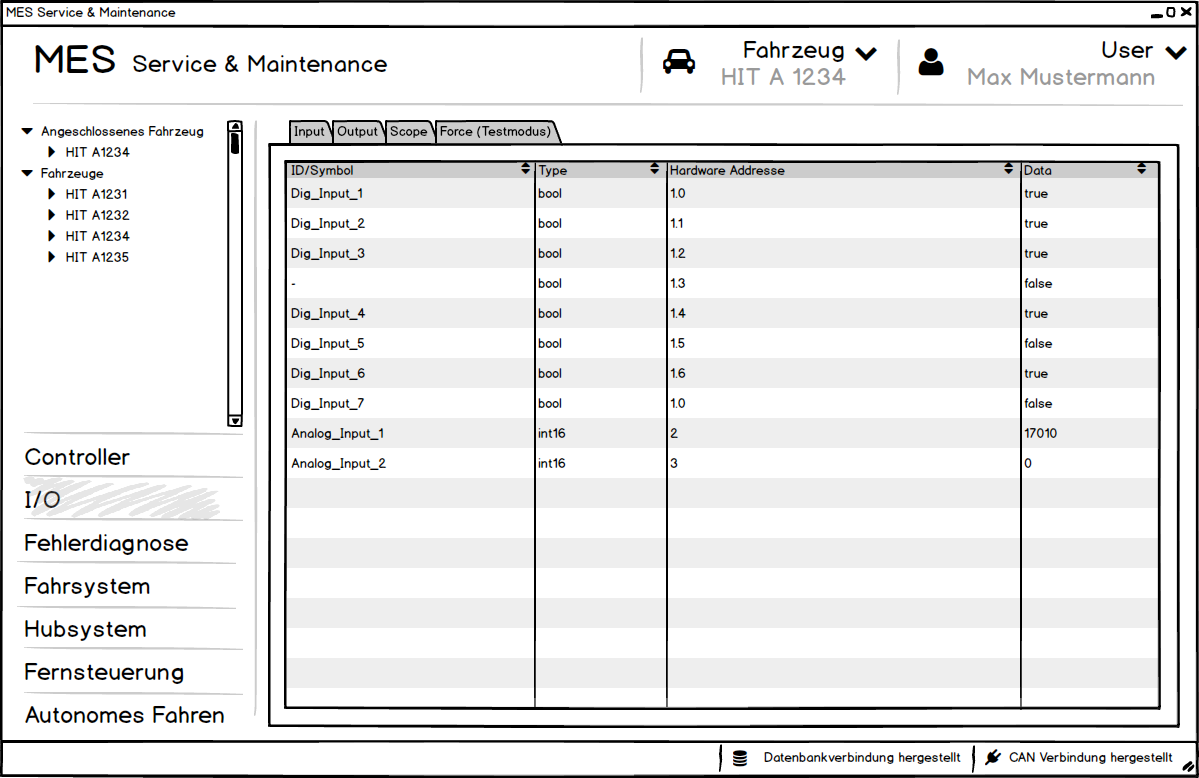 MES Service & Maintenance
MES Service & Maintenance
Fahrzeug
HIT A 1234
User
Max Mustermann
Angeschlossenes Fahrzeug
HIT A1234
Fahrzeuge
HIT A1231
HIT A1232
HIT A1234
HIT A1235
Controller
I/O
Fehlerdiagnose
Fahrsystem
Hubsystem
Fernsteuerung
Autonomes Fahren
Input Output Scope Force (Testmodus)
ID/Symbol Type Hardware Addresse Data
Dig_Input_1 bool 1.0 true
Dig_Input_2 bool 1.1 true
Dig_Input_3 bool 1.2 true
- bool 1.3 false
Dig_Input_4 bool 1.4 true
Dig_Input_5 bool 1.5 false
Dig_Input_6 bool 1.6 true
Dig_Input_7 bool 1.0 false
Analog_Input_1 int16 2 17010
Analog_Input_2 int16 3 0
Datenbankverbindung hergestellt CAN Verbindung hergestellt